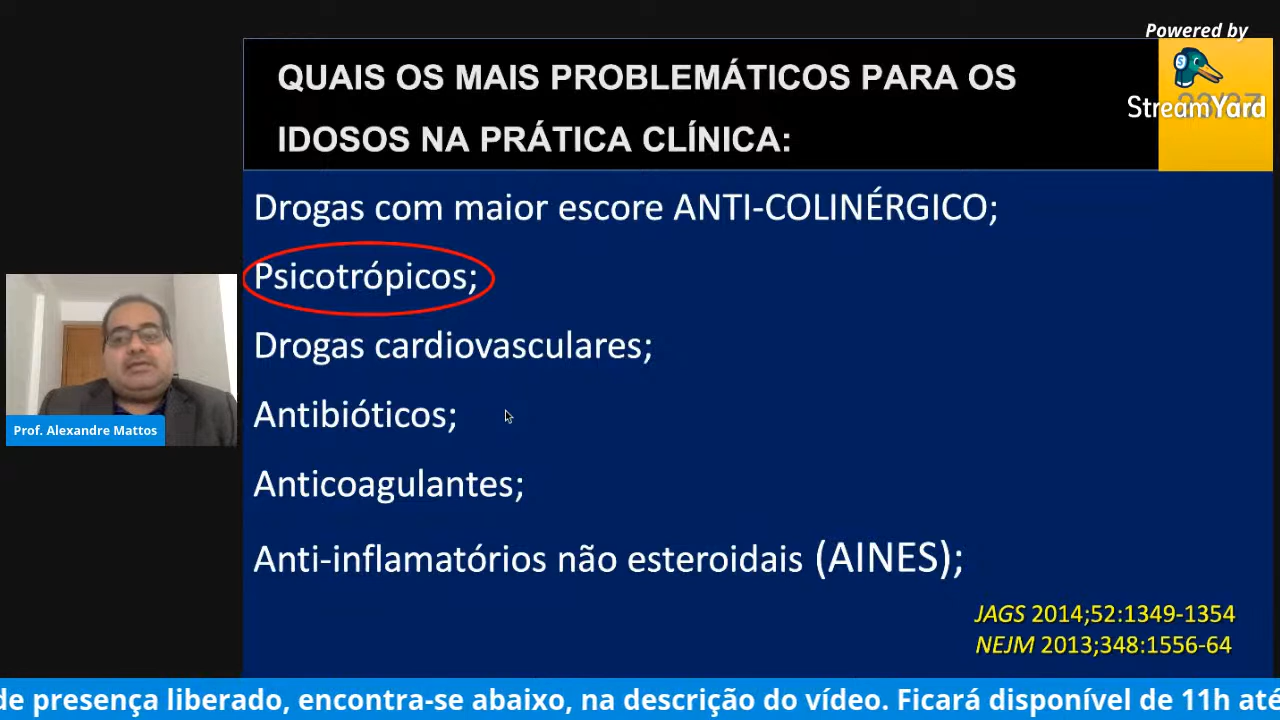 Powered by
StreamYard
QUAIS OS MAIS PROBLEMÁTICOS PARA OS
IDOSOS NA PRÁTICA CLÍNICA:
Drogas com maior escore ANTI-COLINÉRGICO;
Psicotrópicos;
Drogas cardiovasculares;
Antibióticos;
Anticoagulantes;
Anti-inflamatórios não esteroidais (AINES);
JAGS 2014;52:1349-1354
NEJM 2013;348:1556-64
Prof. Alexandre Mattos
de presença liberado, encontra-se abaixo, na descrição do vídeo. Ficará disponível de 11h até